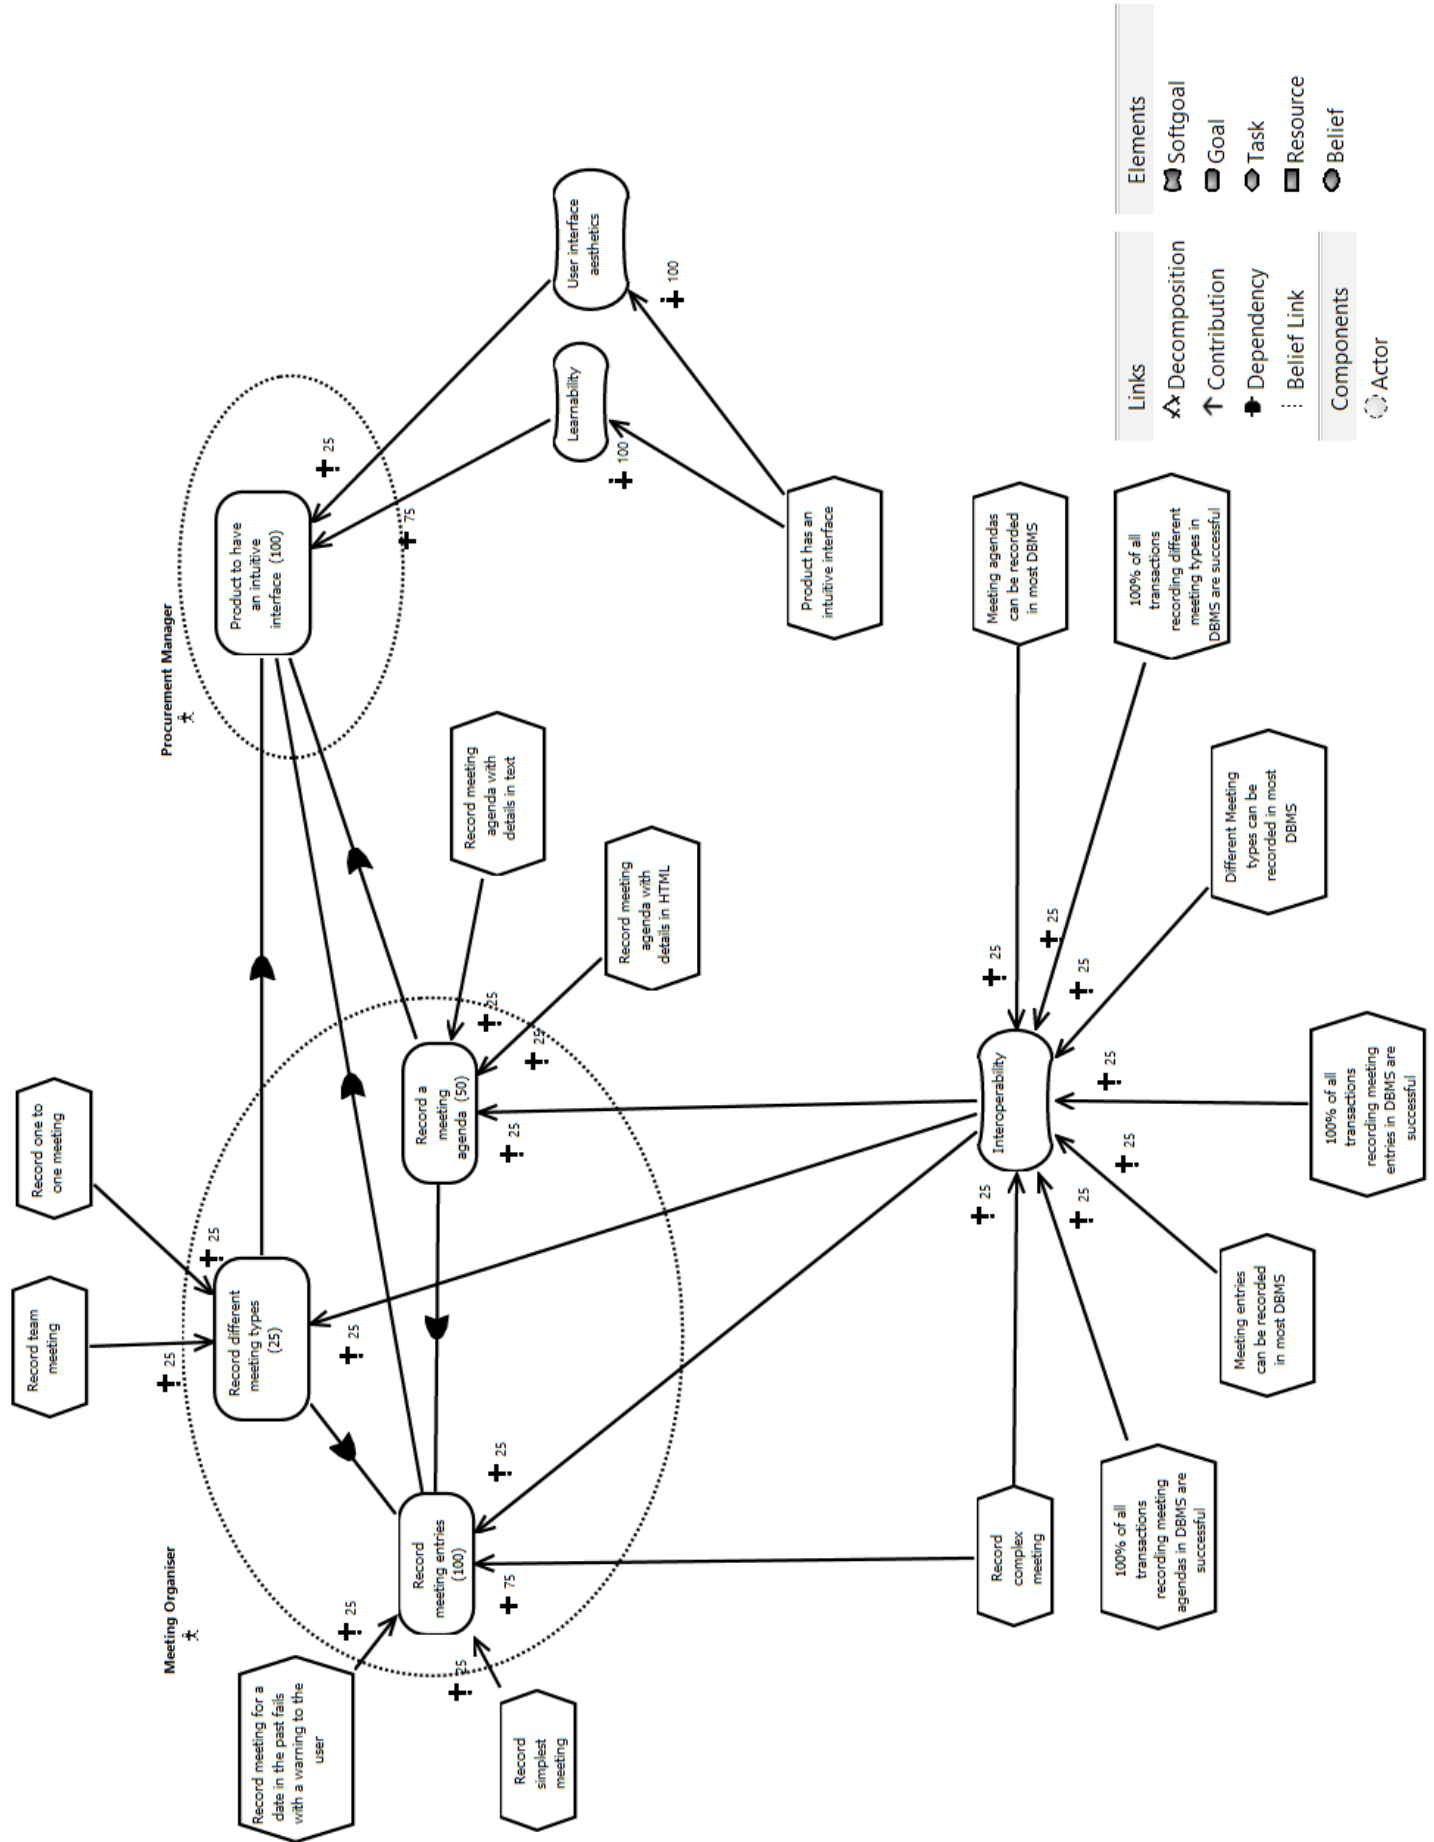 Meeting Organiser
Procurement Manager
Record team
meeting
Record one to
one meeting
Record meeting for a
date in the past fails
with a warning to the
user
Record different
meeting types
(25)
Product to have
an intuitive
interface (100)
Record
meeting entries
(100)
Record a
meeting
agenda (50)
Record
simplest
meeting
Record meeting
agenda with
details in text
Record meeting
agenda with
details in HTML
Learnability
User interface
aesthetics
Product has an
intuitive interface
Interoperability
Record
complex
meeting
100% of all
transactions
recording meeting
agendas in DBMS are
successful
Meeting entries
can be recorded
in most DBMS
100% of all
transactions
recording meeting
entries in DBMS are
successful
Different Meeting
types can be
recorded in most
DBMS
100% of all
transactions
recording different
meeting types in
DBMS are successful
Meeting agendas
can be recorded
in most DBMS
25
25
25
25
25
75
25
25
25
25
75
25
100
100
25
25
25
25
25
25
25
Links
Decomposition
Contribution
Dependency
Belief Link
Components
Actor
Elements
Softgoal
Goal
Task
Resource
Belief